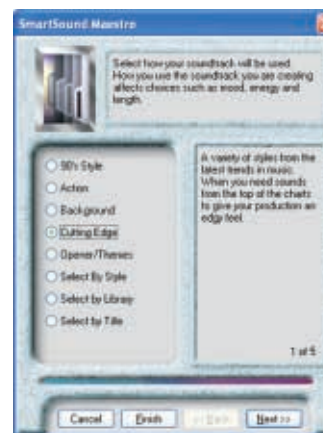 SmartSound Maestro
Select how your soundtrack will be used.
How you use the soundtrack you are creating
affects choices such as mood, energy and
length.
90's Style
Action
Background
Cutting Edge
Opener/Themes
Select By Style
Select by Library
Select by Title
A variety of styles from the
latest trends in music.
When you need sounds
from the top of the charts
to give your production an
edgy feel.
1 of 5
Cancel
Finish
<< Back
Next >>